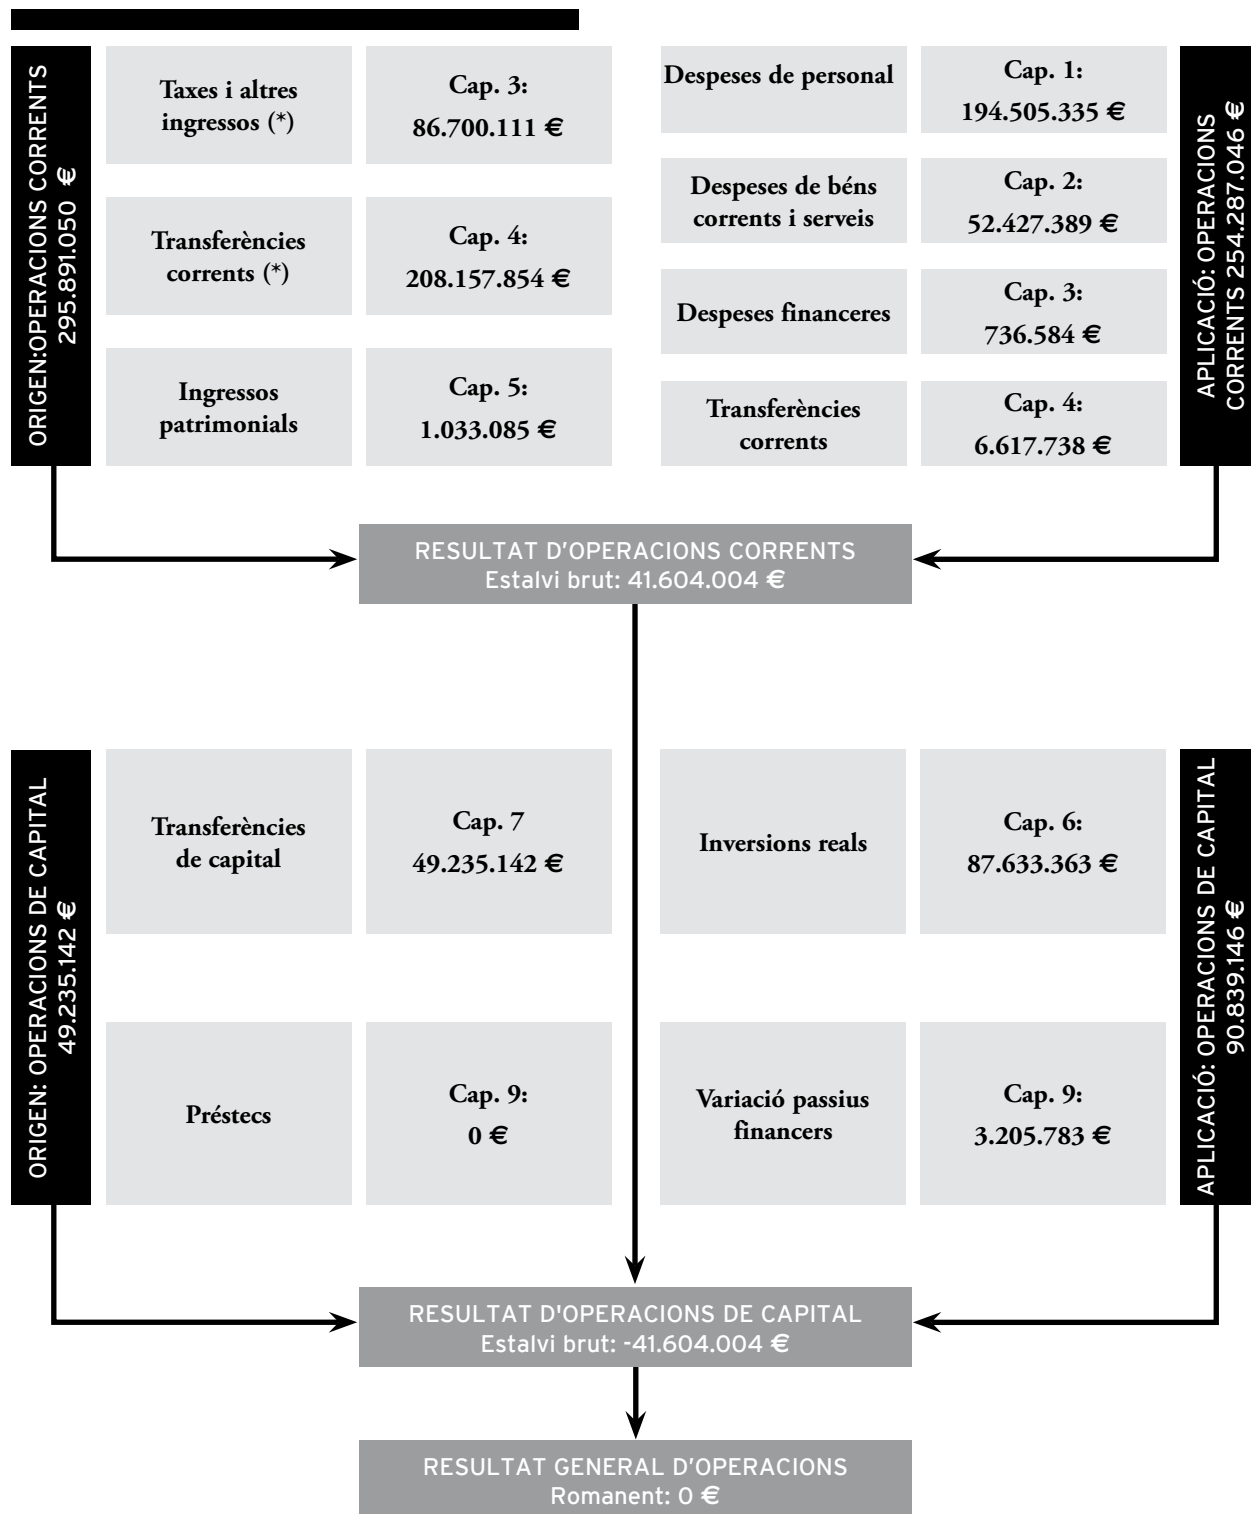 ORIGEN:OPERACIONS CORRENTS
295.891.050 €
Taxes i altres
ingressos (*)
Cap. 3:
86.700.111 €
Transferències
corrents (*)
Cap. 4:
208.157.854 €
Ingressos
patrimonials
Cap. 5:
1.033.085 €
Despeses de personal
Cap. 1:
194.505.335 €
Despeses de béns
corrents i serveis
Cap. 2:
52.427.389 €
Despeses financeres
Cap. 3:
736.584 €
Transferències
corrents
Cap. 4:
6.617.738 €
APLICACIÓ: OPERACIONS
CORRENTS 254.287.046 €
RESULTAT D’OPERACIONS CORRENTS
Estalvi brut: 41.604.004 €
ORIGEN: OPERACIONS DE CAPITAL
49.235.142 €
Transferències
de capital
Cap. 7
49.235.142 €
Préstecs
Cap. 9:
0 €
Inversions reals
Cap. 6:
87.633.363 €
Variació passius
financers
Cap. 9:
3.205.783 €
APLICACIÓ: OPERACIONS DE CAPITAL
90.839.146 €
RESULTAT D'OPERACIONS DE CAPITAL
Estalvi brut: -41.604.004 €
RESULTAT GENERAL D’OPERACIONS
Romanent: 0 €